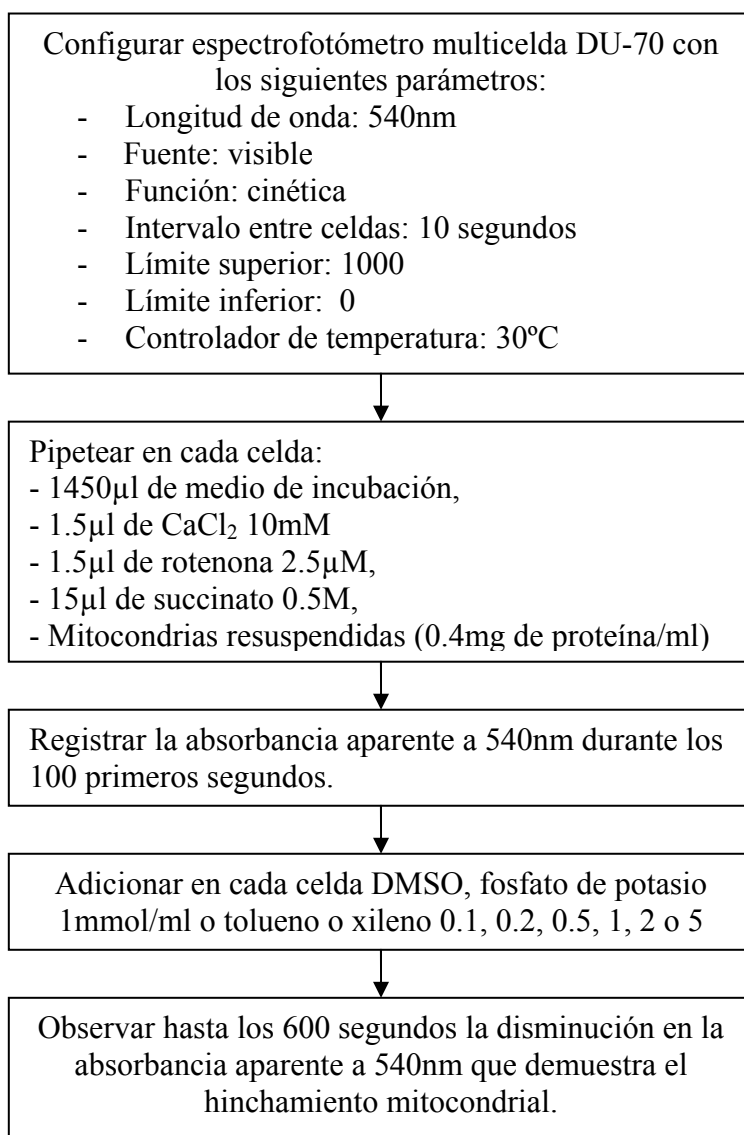 Configurar espectrofotómetro multicelda DU-70 con
los siguientes parámetros:
- Longitud de onda: 540nm
- Fuente: visible
- Función: cinética
- Intervalo entre celdas: 10 segundos
- Límite superior: 1000
- Límite inferior: 0
- Controlador de temperatura: 30ºC
Pipetear en cada celda:
- 1450µl de medio de incubación,
- 1.5µl de CaCl₂ 10mM
- 1.5µl de rotenona 2.5µM,
- 15µl de succinato 0.5M,
- Mitocondrias resuspendidas (0.4mg de proteína/ml)
Registrar la absorbancia aparente a 540nm durante los
100 primeros segundos.
Adicionar en cada celda DMSO, fosfato de potasio
1mmol/ml o tolueno o xileno 0.1, 0.2, 0.5, 1, 2 o 5
Observar hasta los 600 segundos la disminución en la
absorbancia aparente a 540nm que demuestra el
hinchamiento mitocondrial.